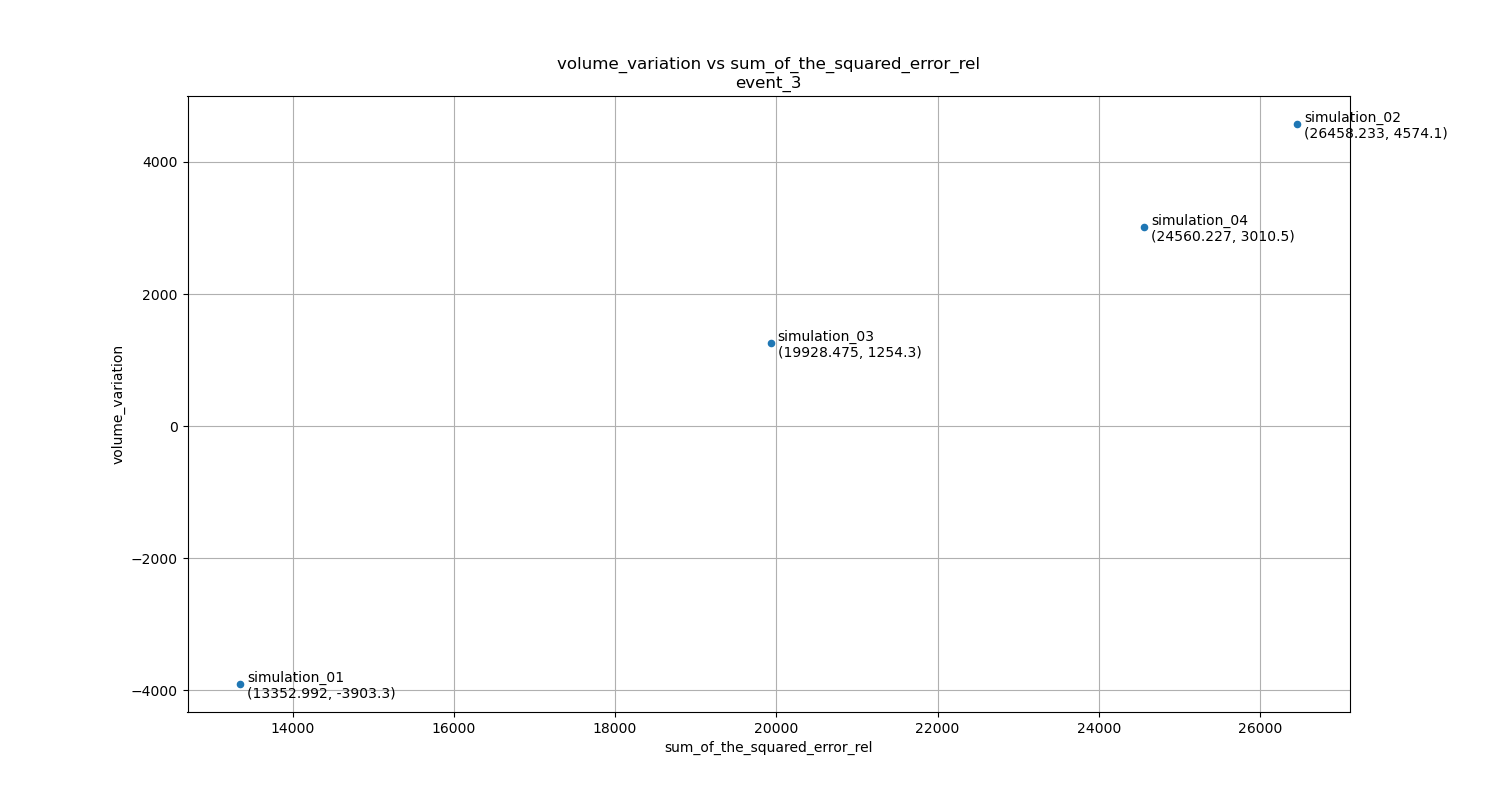 volume_variation vs sum_of_the_squared_error_rel
event_3
simulation_02
(26458.233, 4574.1)
4000
simulation_04
(24560.227, 3010.5)
2000
simulation_03
(19928.475, 1254.3)
volume_variation
0
−2000
simulation_01
(13352.992, -3903.3)
−4000
14000
16000
18000
20000
22000
24000
26000
sum_of_the_squared_error_rel